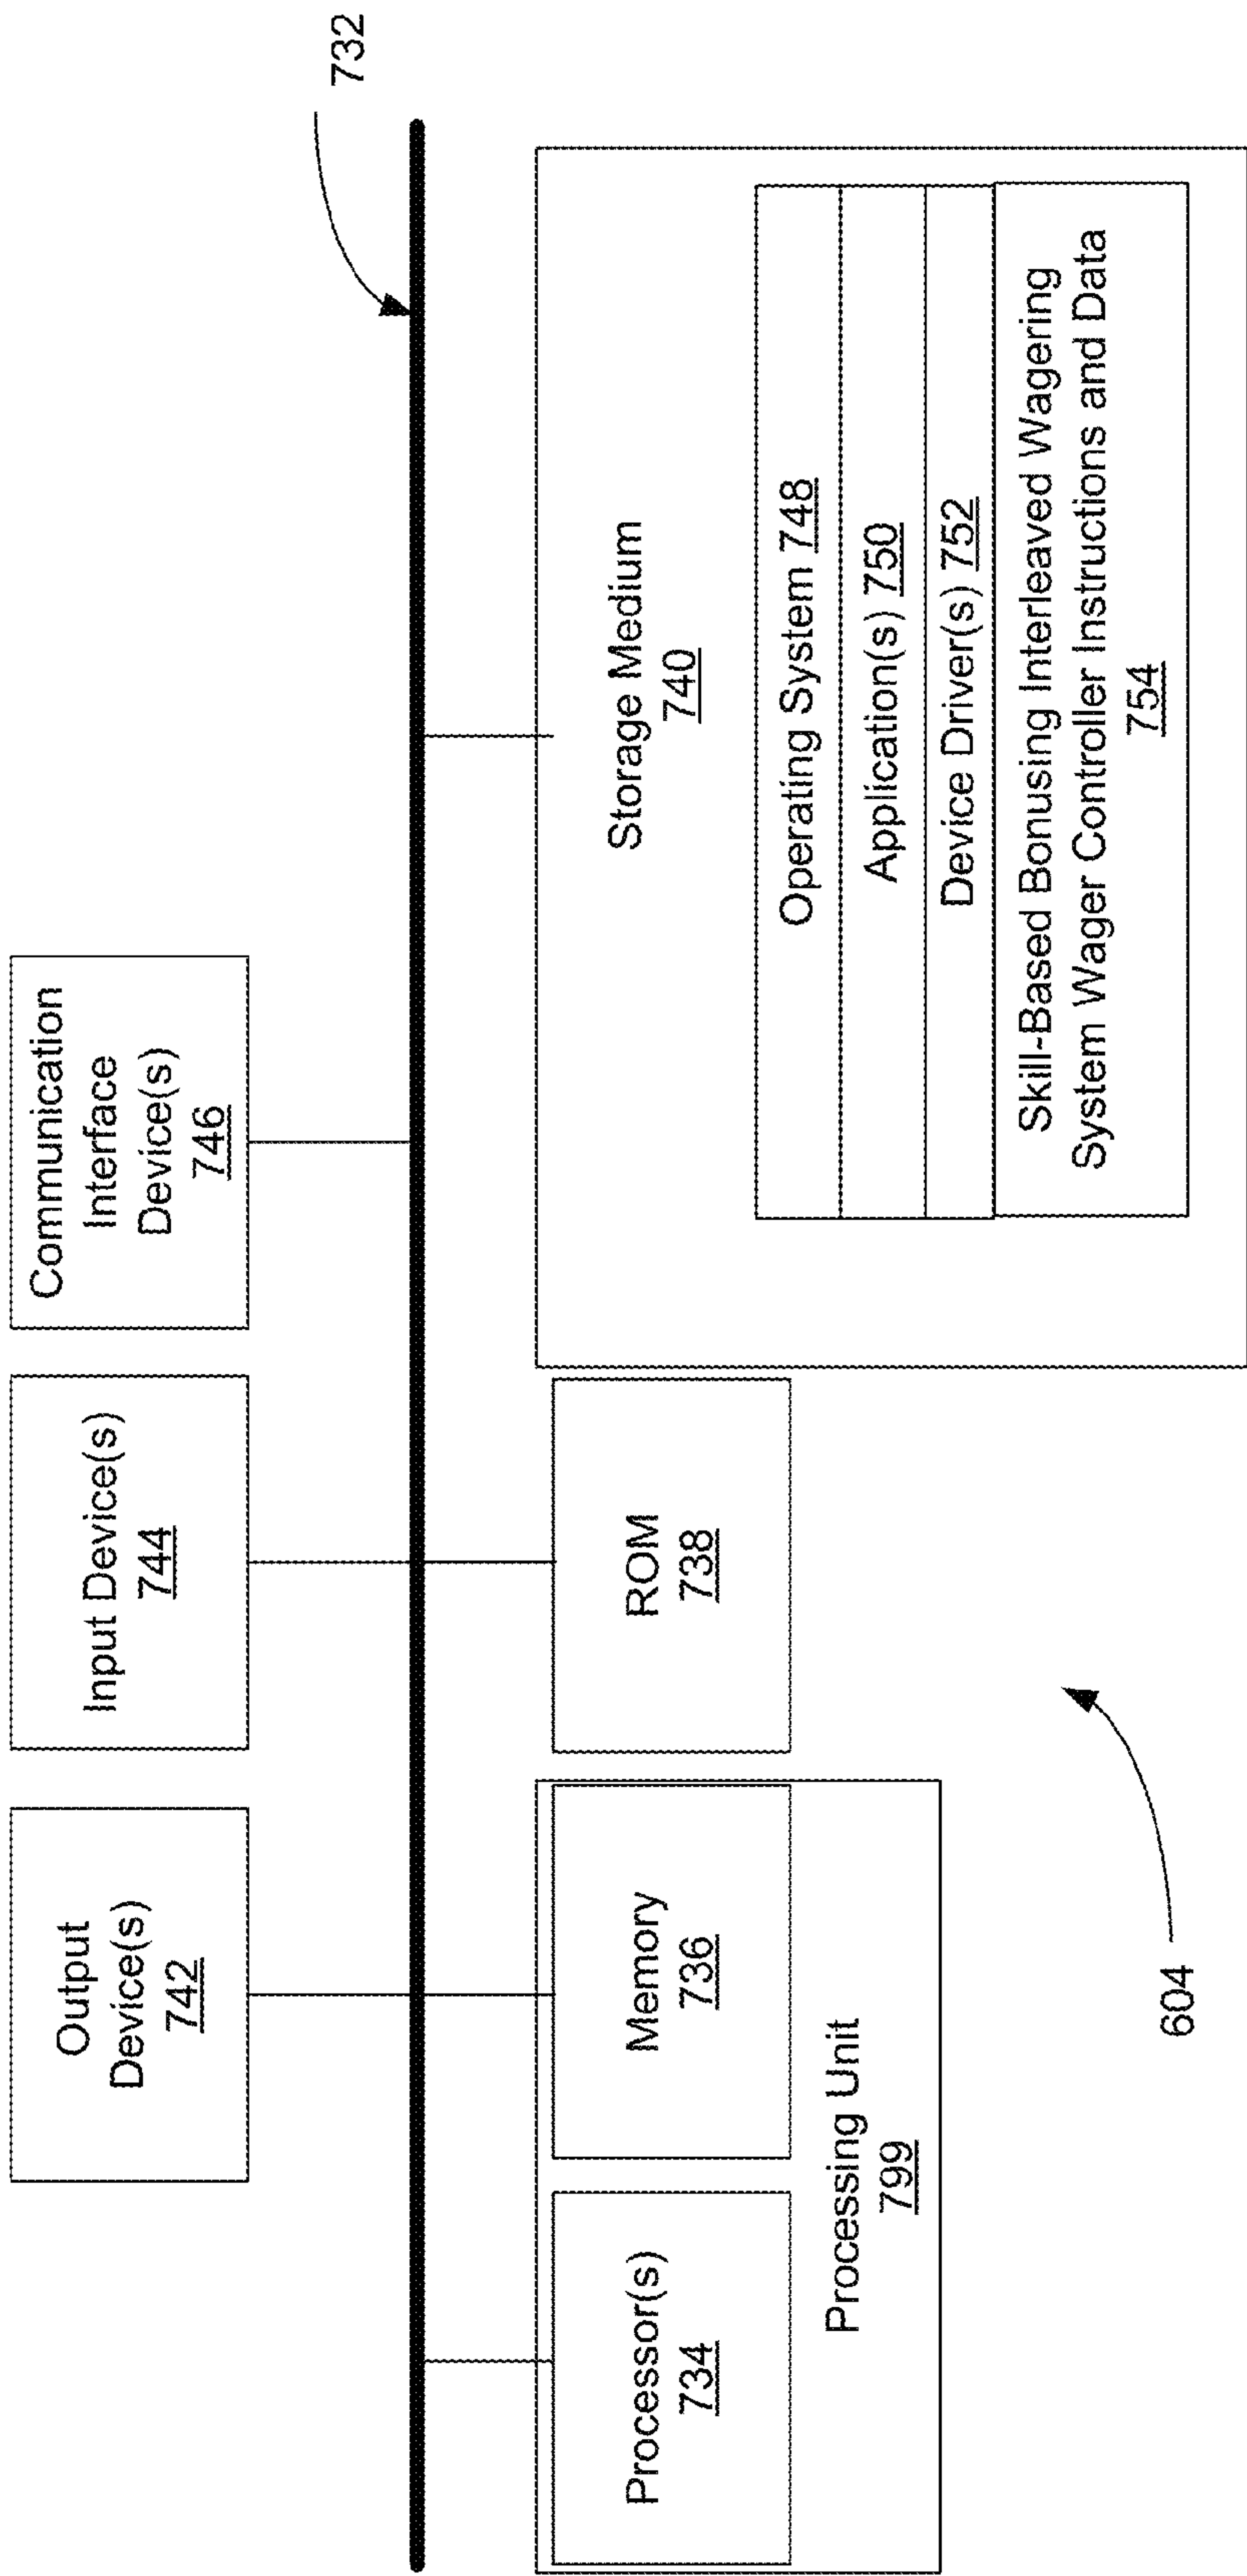 732
Output
Device(s)
742
Input Device(s)
744
Communication
Interface
Device(s)
746
Processor(s)
734
Memory
736
Processing Unit
799
ROM
738
Storage Medium
740
Operating System 748
Application(s) 750
Device Driver(s) 752
Skill-Based Bonusing Interleaved Wagering
System Wager Controller Instructions and Data
754
604